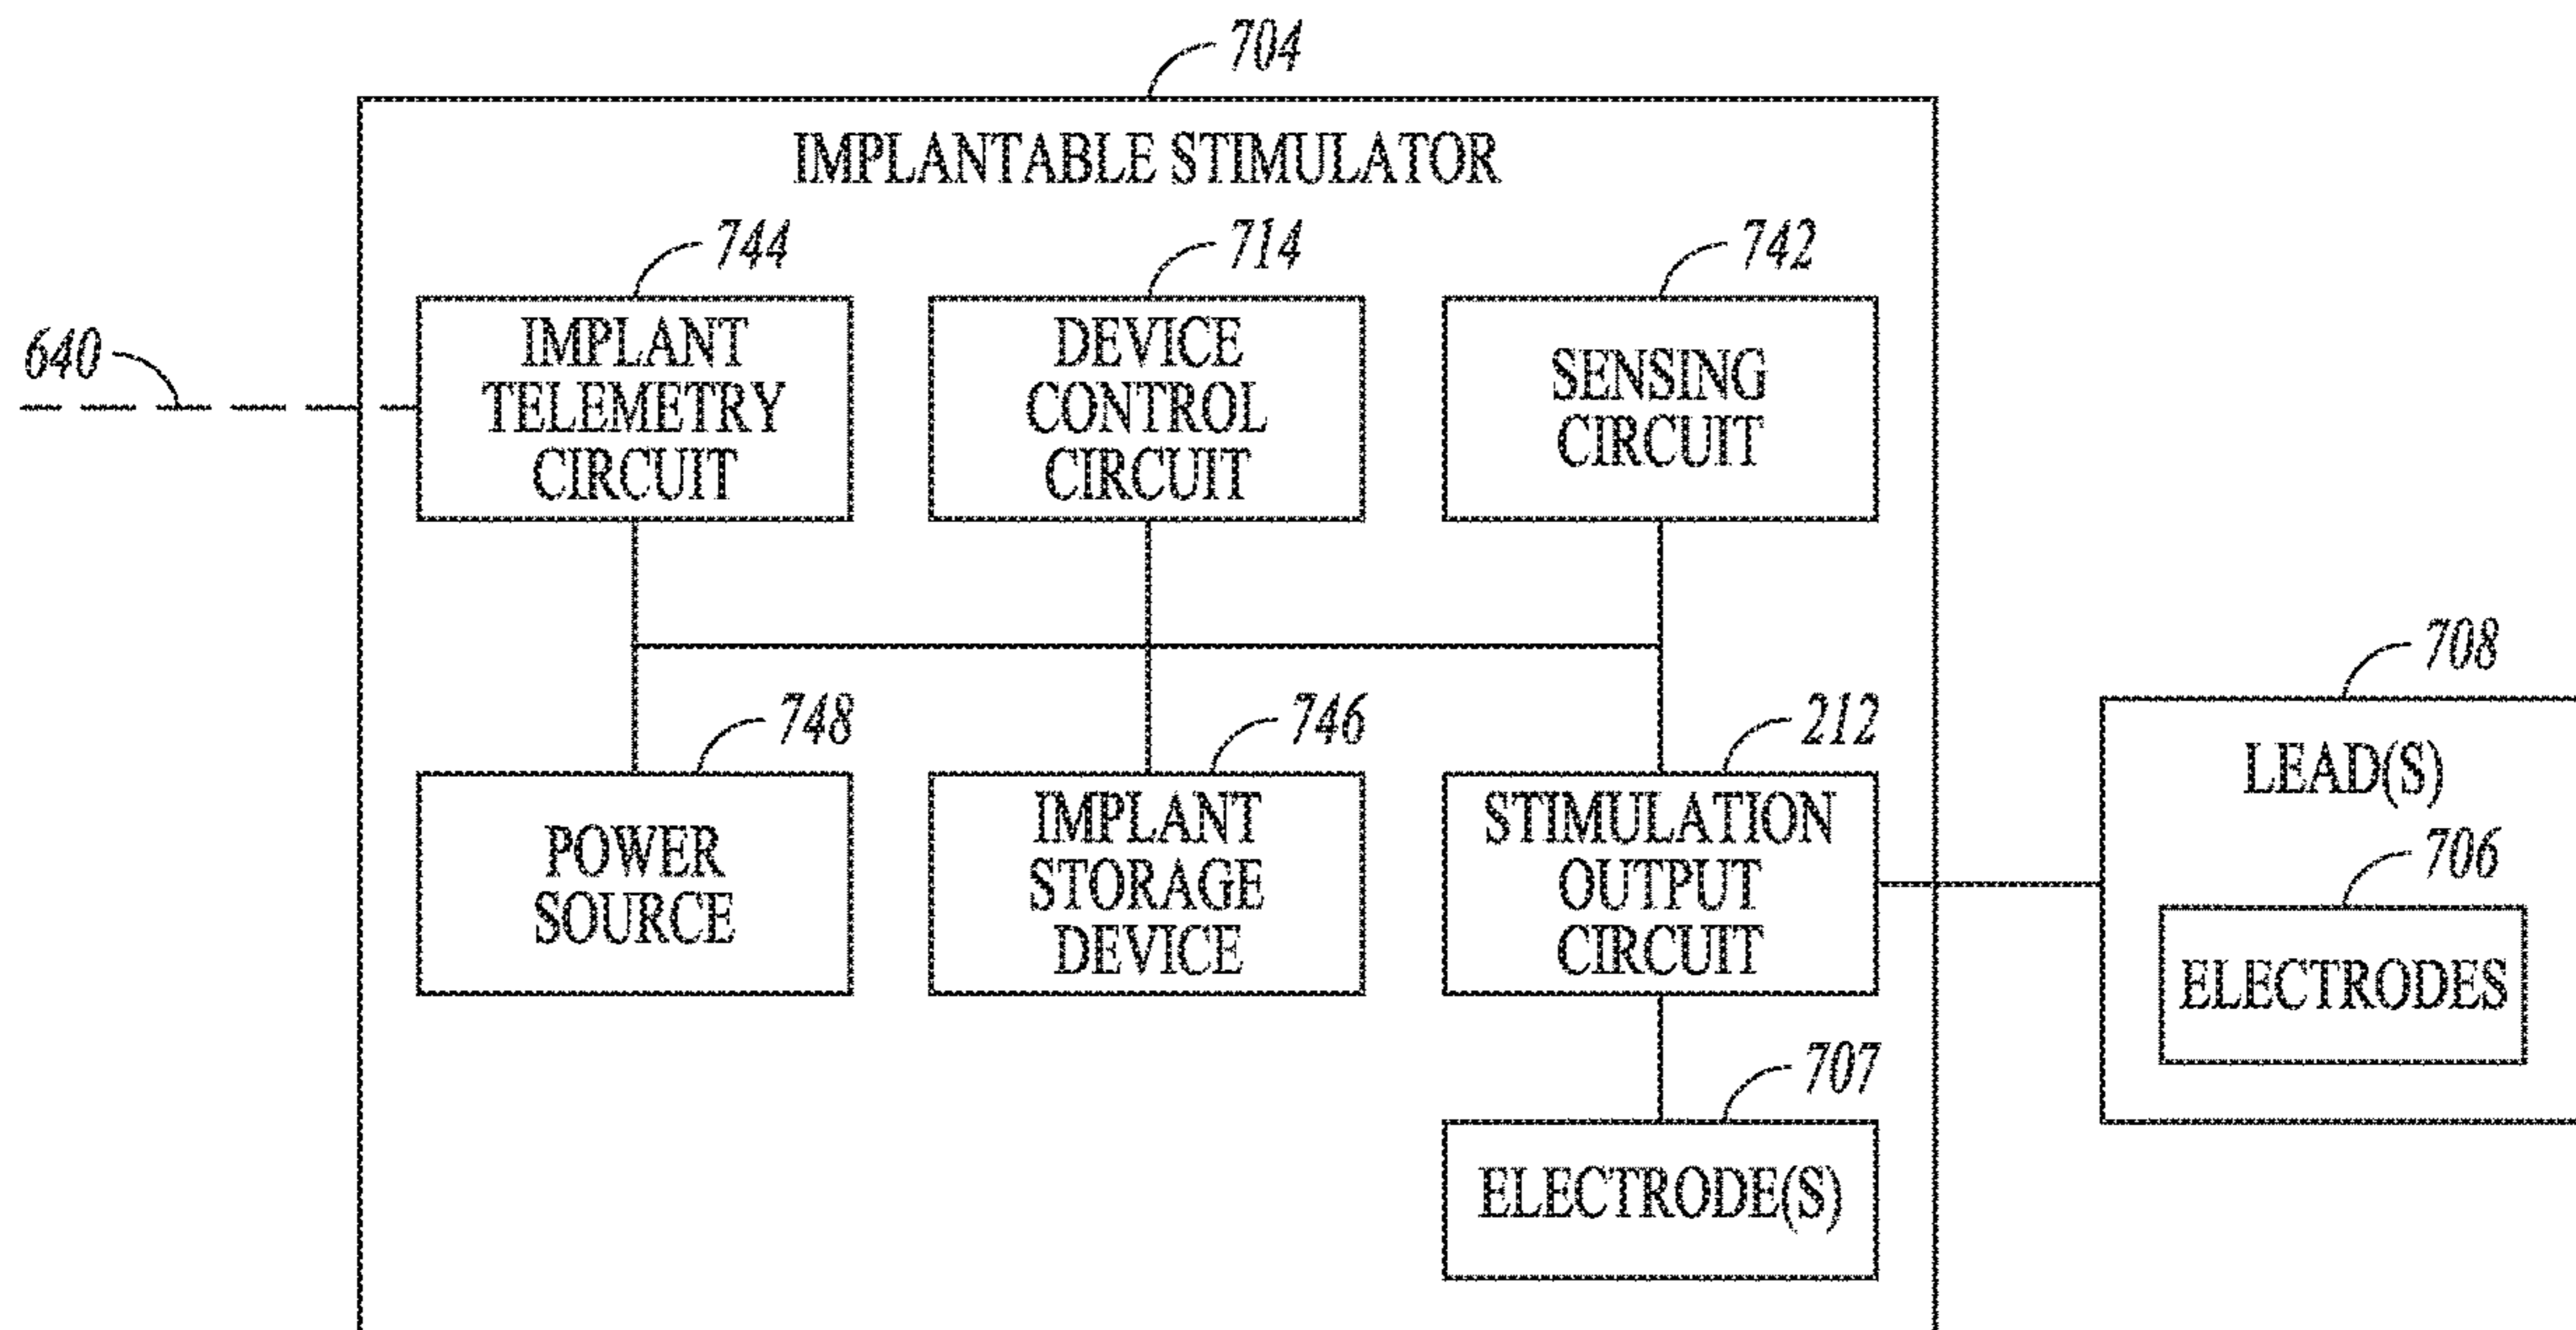 704
IMPLANTABLE STIMULATOR
744
714
742
640
IMPLANT
TELEMETRY
CIRCUIT
DEVICE
CONTROL
CIRCUIT
SENSING
CIRCUIT
748
746
212
708
POWER
SOURCE
IMPLANT
STORAGE
DEVICE
STIMULATION
OUTPUT
CIRCUIT
LEAD(S)
706
ELECTRODES
707
ELECTRODE(S)